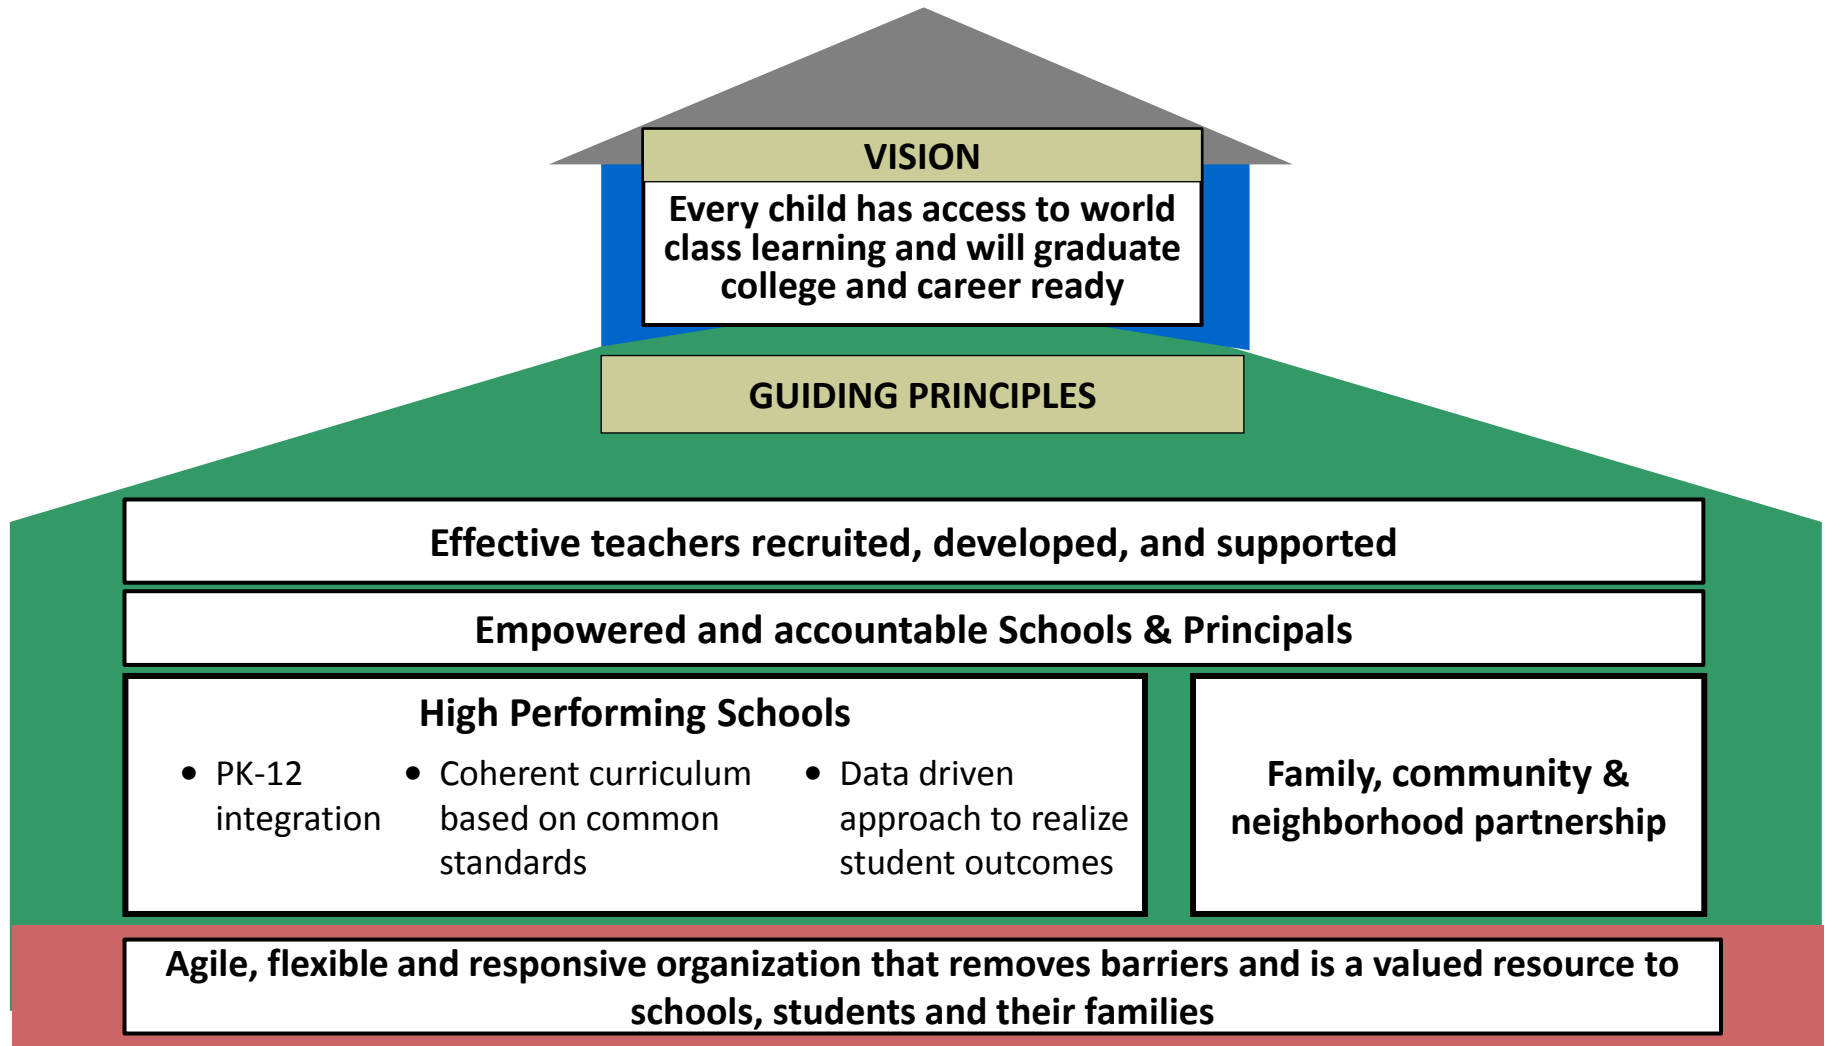 VISION
Every child has access to world
class learning and will graduate
college and career ready
GUIDING PRINCIPLES
Effective teachers recruited, developed, and supported
Empowered and accountable Schools & Principals
High Performing Schools
• PK-12
integration
• Coherent curriculum
based on common
standards
• Data driven
approach to realize
student outcomes
Family, community &
neighborhood partnership
Agile, flexible and responsive organization that removes barriers and is a valued resource to
schools, students and their families